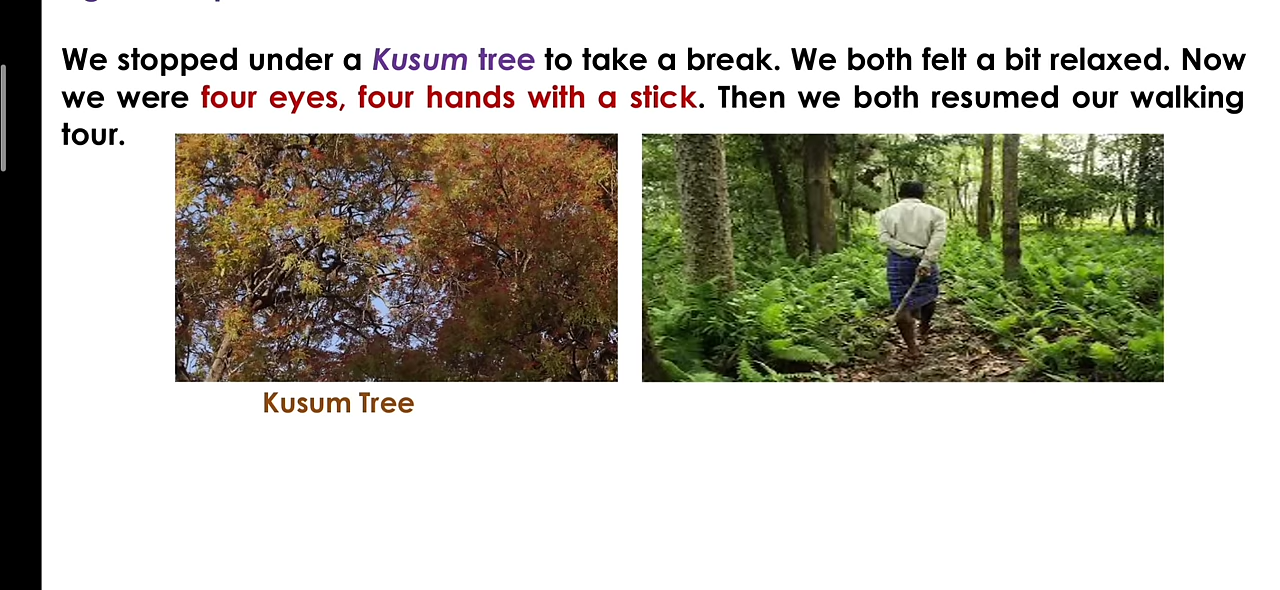 We stopped under a Kusum tree to take a break. We both felt a bit relaxed. Now
we were four eyes, four hands with a stick. Then we both resumed our walking
tour.
Kusum Tree